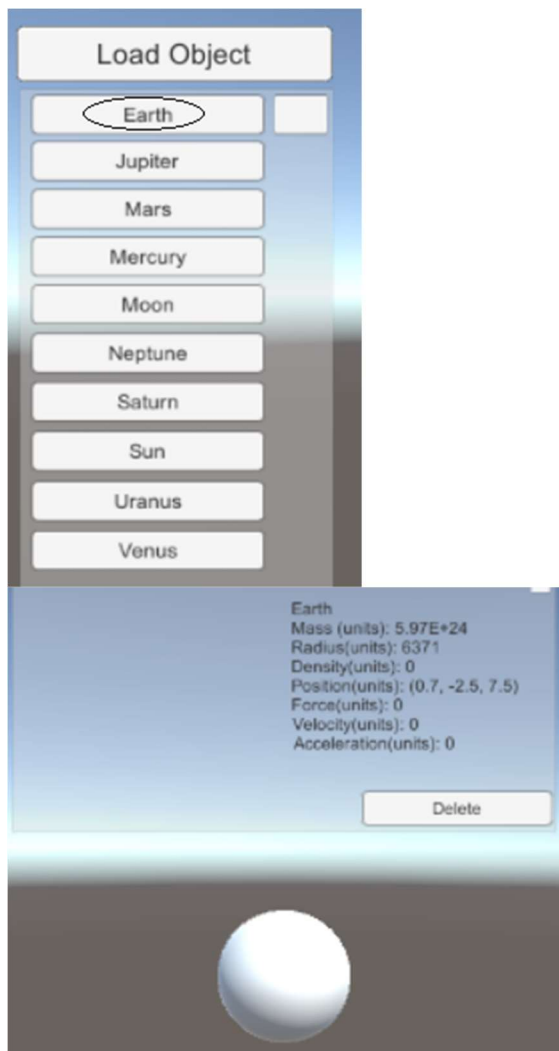 Load Object
Earth
Jupiter
Mars
Mercury
Moon
Neptune
Saturn
Sun
Uranus
Venus
Earth
Mass (units): 5.97E+24
Radius(units): 6371
Density(units): 0
Position(units): (0.7, -2.5, 7.5)
Force(units): 0
Velocity(units): 0
Acceleration(units): 0
Delete